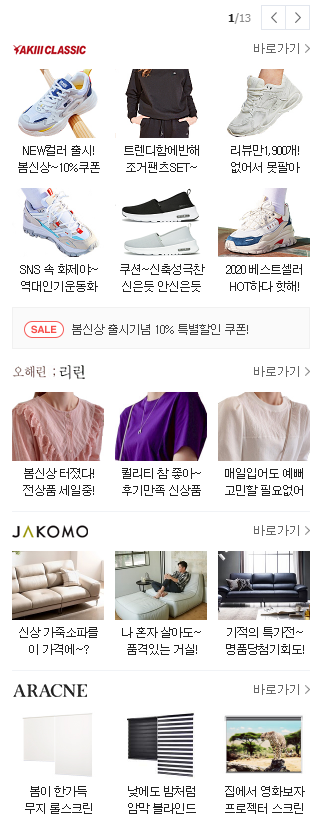 1/13
YAKIII CLASSIC
바로가기
NEW컬러 출시!
봄신상~10%쿠폰
트렌디함에반해
조거팬츠SET~
리뷰만1,900개!
없어서 못팔아
SNS 속 화제야~
역대인기운동화
쿠션~신축성극찬
신은듯 안신은듯
2020 베스트셀러
HOT하다 핫해!
SALE 봄신상 출시기념 10% 특별할인 쿠폰!
오헤린 : 리린
바로가기
봄신상 터졌다!
전상품 세일중!
퀄리티 참 좋아~
후기만족 신상품
매일입어도 예뻐
고민할 필요없어
JAKOMO
바로가기
신상 가죽소파를
이 가격에~?
나 혼자 살아도~
품격있는 거실!
기적의 특가전~
명품당첨기회도!
ARACNE
바로가기
봄이 한가득
무지 롤스크린
낮에도 밤처럼
암막 블라인드
집에서 영화보자
프로젝터 스크린